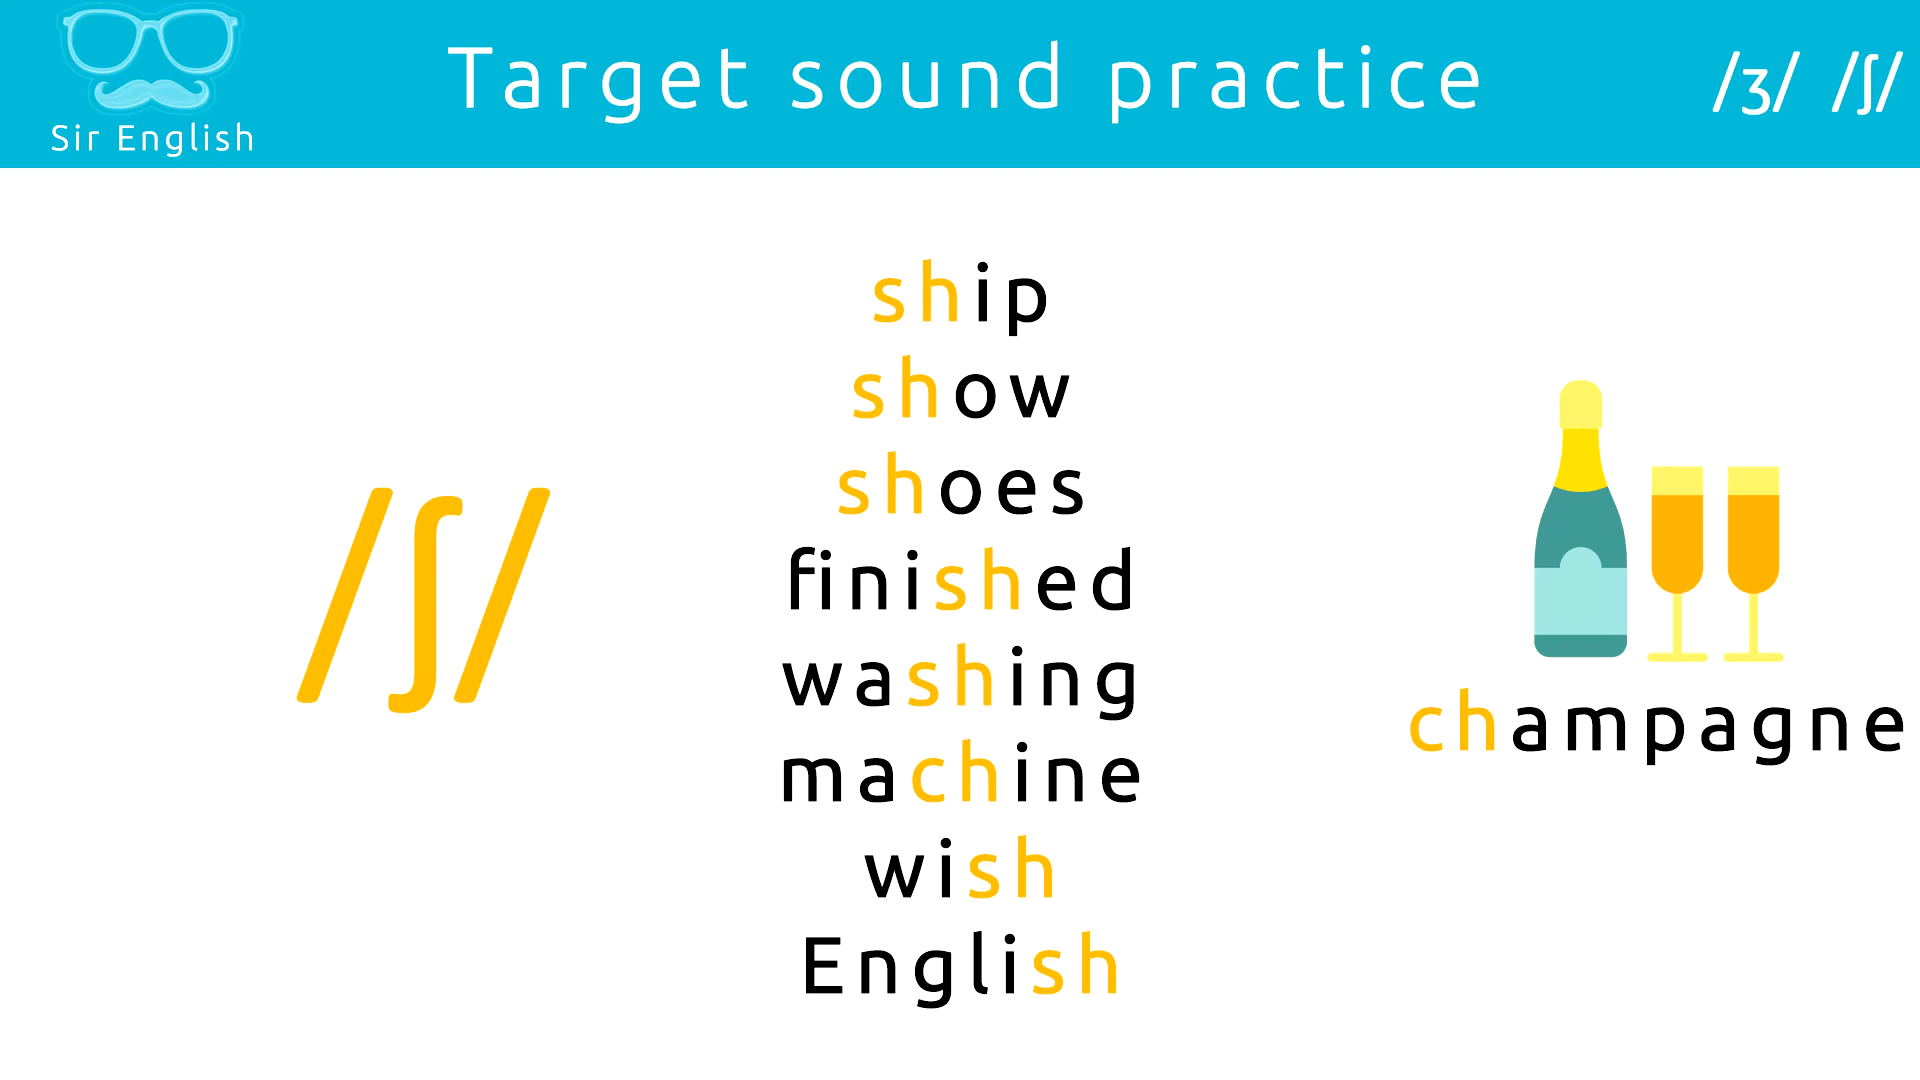 Sir English
Target sound practice
/ʒ/ /ʃ/
/ʃ/
ship
show
shoes
finished
washing
machine
wish
English
champagne